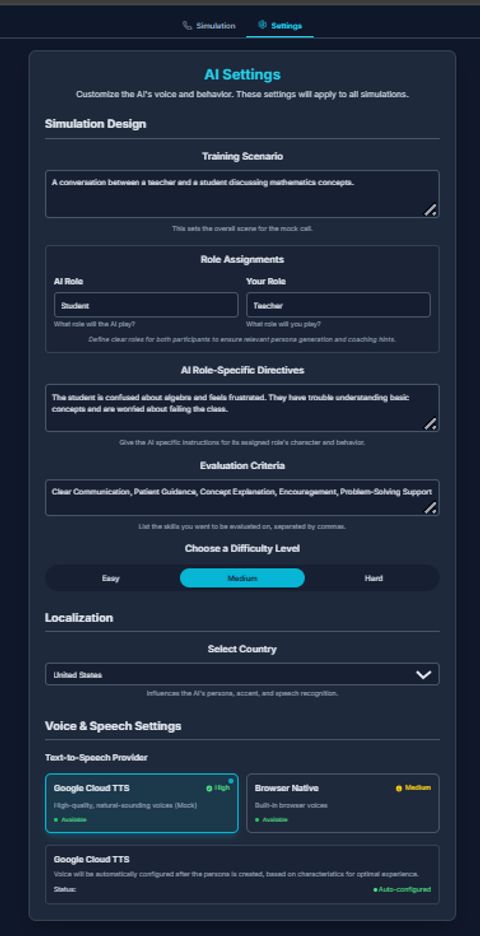 Simulation
Settings
AI Settings
Customize the AI's voice and behavior. These settings will apply to all simulations.
Simulation Design
Training Scenario
A conversation between a teacher and a student discussing mathematics concepts.
This sets the overall scene for the mock call.
Role Assignments
AI Role
Your Role
Student
Teacher
What role will the AI play?
What role will you play?
Define clear roles for both participants to ensure relevant persona generation and coaching hints.
AI Role-Specific Directives
The student is confused about algebra and feels frustrated. They have trouble understanding basic
concepts and are worried about failing the class.
Give the AI specific instructions for its assigned role's character and behavior.
Evaluation Criteria
Clear Communication, Patient Guidance, Concept Explanation, Encouragement, Problem-Solving Support
List the skills you want to be evaluated on, separated by commas.
Choose a Difficulty Level
Easy
Medium
Hard
Localization
Select Country
United States
Influences the AI's persona, accent, and speech recognition.
Voice & Speech Settings
Text-to-Speech Provider
Google Cloud TTS
High
High-quality, natural-sounding voices (Mock)
Available
Browser Native
Medium
Built-in browser voices
Available
Google Cloud TTS
Voice will be automatically configured after the persona is created, based on characteristics for optimal experience.
Status:
Auto-configured